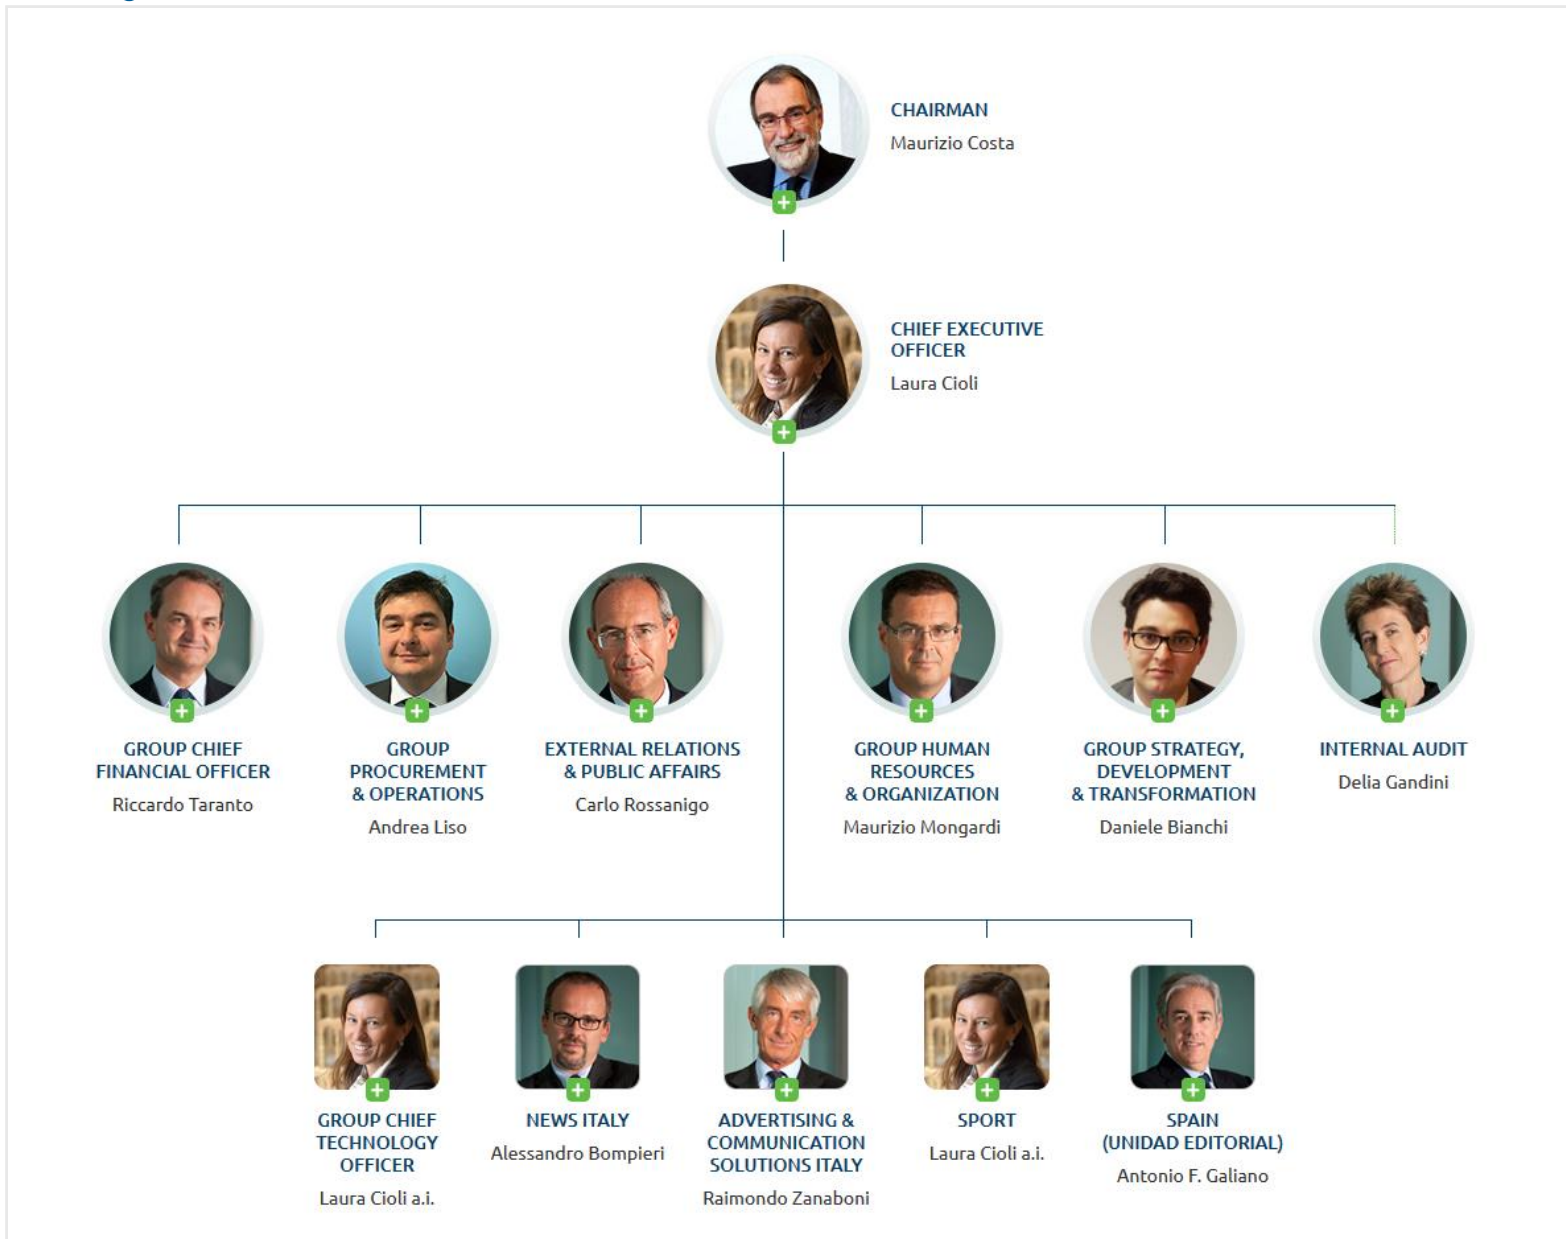 CHAIRMAN
Maurizio Costa
CHIEF EXECUTIVE
OFFICER
Laura Cioli
GROUP CHIEF
FINANCIAL OFFICER
Riccardo Taranto
GROUP
PROCUREMENT
& OPERATIONS
Andrea Liso
EXTERNAL RELATIONS
& PUBLIC AFFAIRS
Carlo Rossanigo
GROUP HUMAN
RESOURCES
& ORGANIZATION
Maurizio Mongardi
GROUP STRATEGY,
DEVELOPMENT
& TRANSFORMATION
Daniele Bianchi
INTERNAL AUDIT
Delia Gandini
GROUP CHIEF
TECHNOLOGY
OFFICER
Laura Cioli a.i.
NEWS ITALY
Alessandro Bompieri
ADVERTISING &
COMMUNICATION
SOLUTIONS ITALY
Raimondo Zanaboni
SPORT
Laura Cioli a.i.
SPAIN
(UNIDAD EDITORIAL)
Antonio F. Galiano